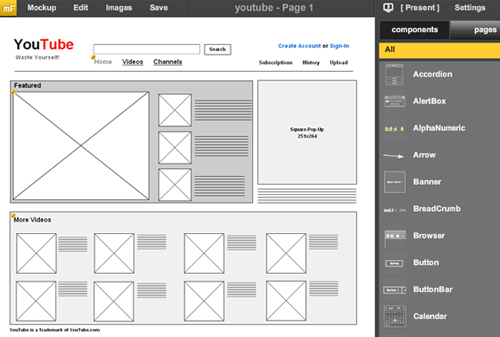 mF Mockup Edit Images Save youtube - Page 1 [ Present ] Settings
components pages
All
Accordion
AlertBox
AlphaNumeric
Arrow
Banner
BreadCrumb
Browser
Button
ButtonBar
Calendar
YouTube
Waste Yourself!
Search
Create Account or Sign-In
Home Videos Channels
Subscriptions History Upload
Featured
Square Pop-Up
251x264
More Videos
YouTube is a Trademark of YouTube.com